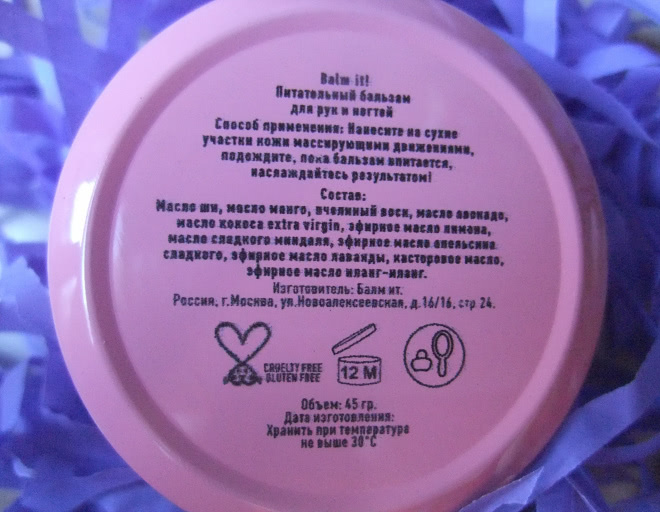 Balm it!
Питательный бальзам
для рук и ногтей
Способ применения: Нанесите на сухие
участки кожи массирующими движениями,
подождите, пока бальзам впитается,
наслаждайтесь результатом!
Состав:
Масло ши, масло манго, пчелиный воск, масло авокадо,
масло кокоса extra virgin, эфирное масло лимона,
масло сладкого миндаля, эфирное масло апельсина
сладкого, эфирное масло лаванды, касторовое масло,
эфирное масло иланг-иланг.
Изготовитель: Балм ит.
Россия, г.Москва, ул.Новоалексеевская, д.16/16, стр 24.
CRUELTY FREE
GLUTEN FREE
12 M
Объем: 45 гр.
Дата изготовления:
Хранить при температуре
не выше 30°С